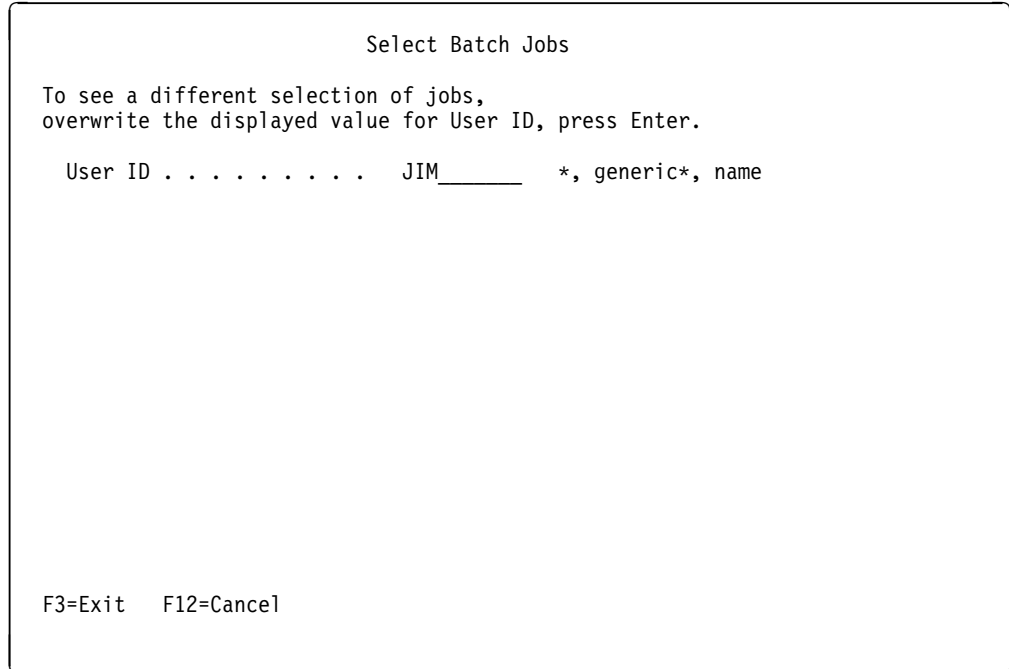 Select Batch Jobs
To see a different selection of jobs,
overwrite the displayed value for User ID, press Enter.
User ID . . . . . . . . . JIM_______ *, generic*, name
F3=Exit F12=Cancel